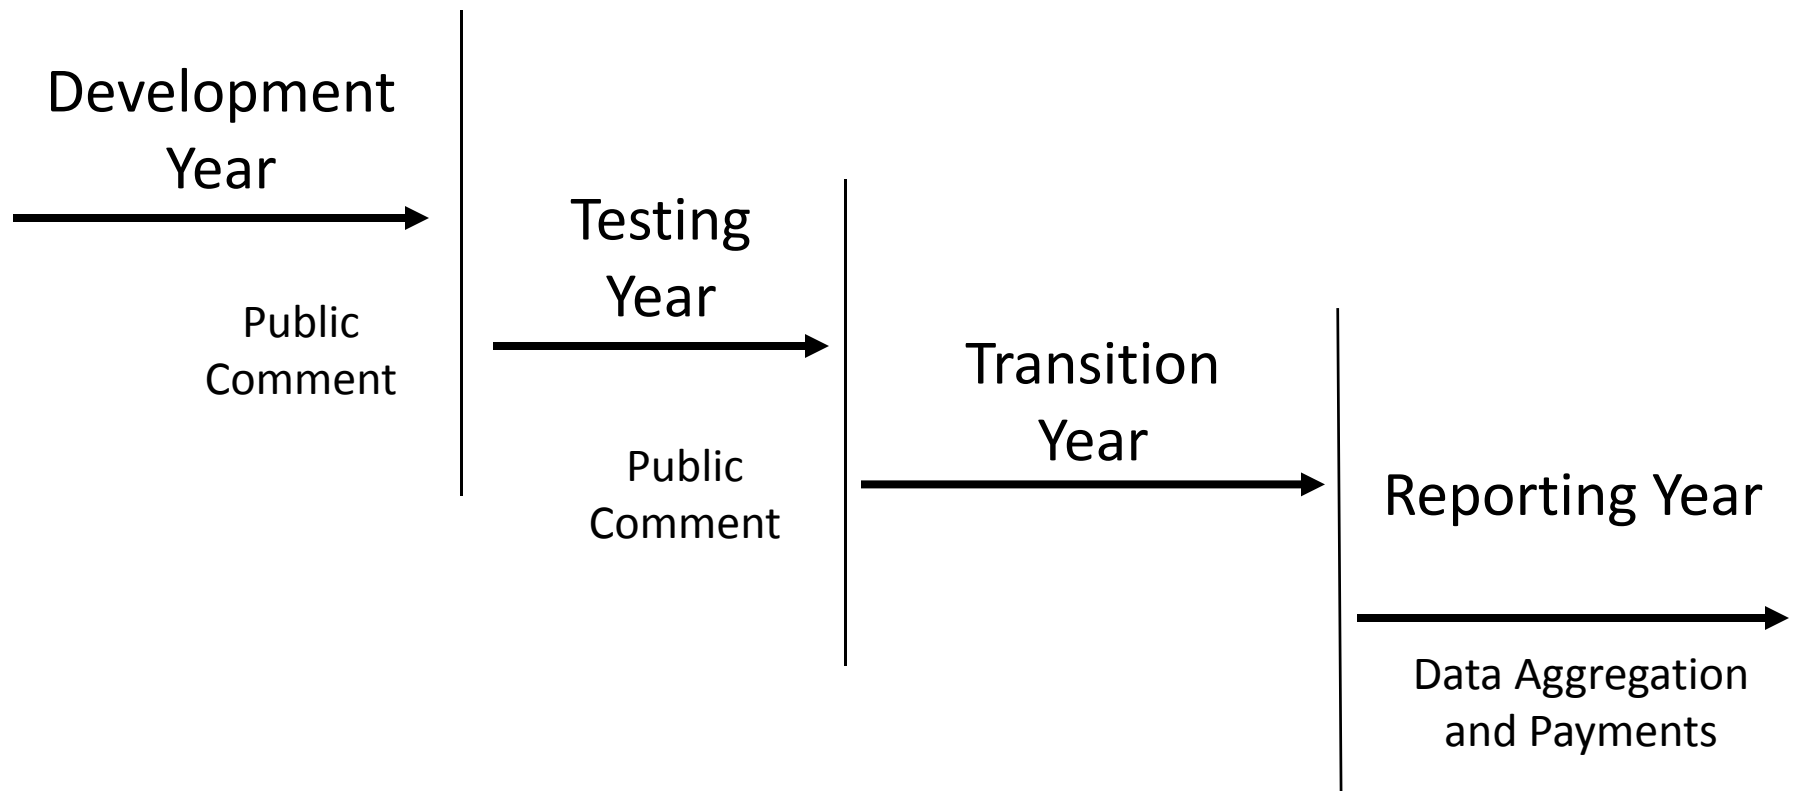 Development
Year
Public
Comment
Testing
Year
Public
Comment
Transition
Year
Reporting Year
Data Aggregation
and Payments